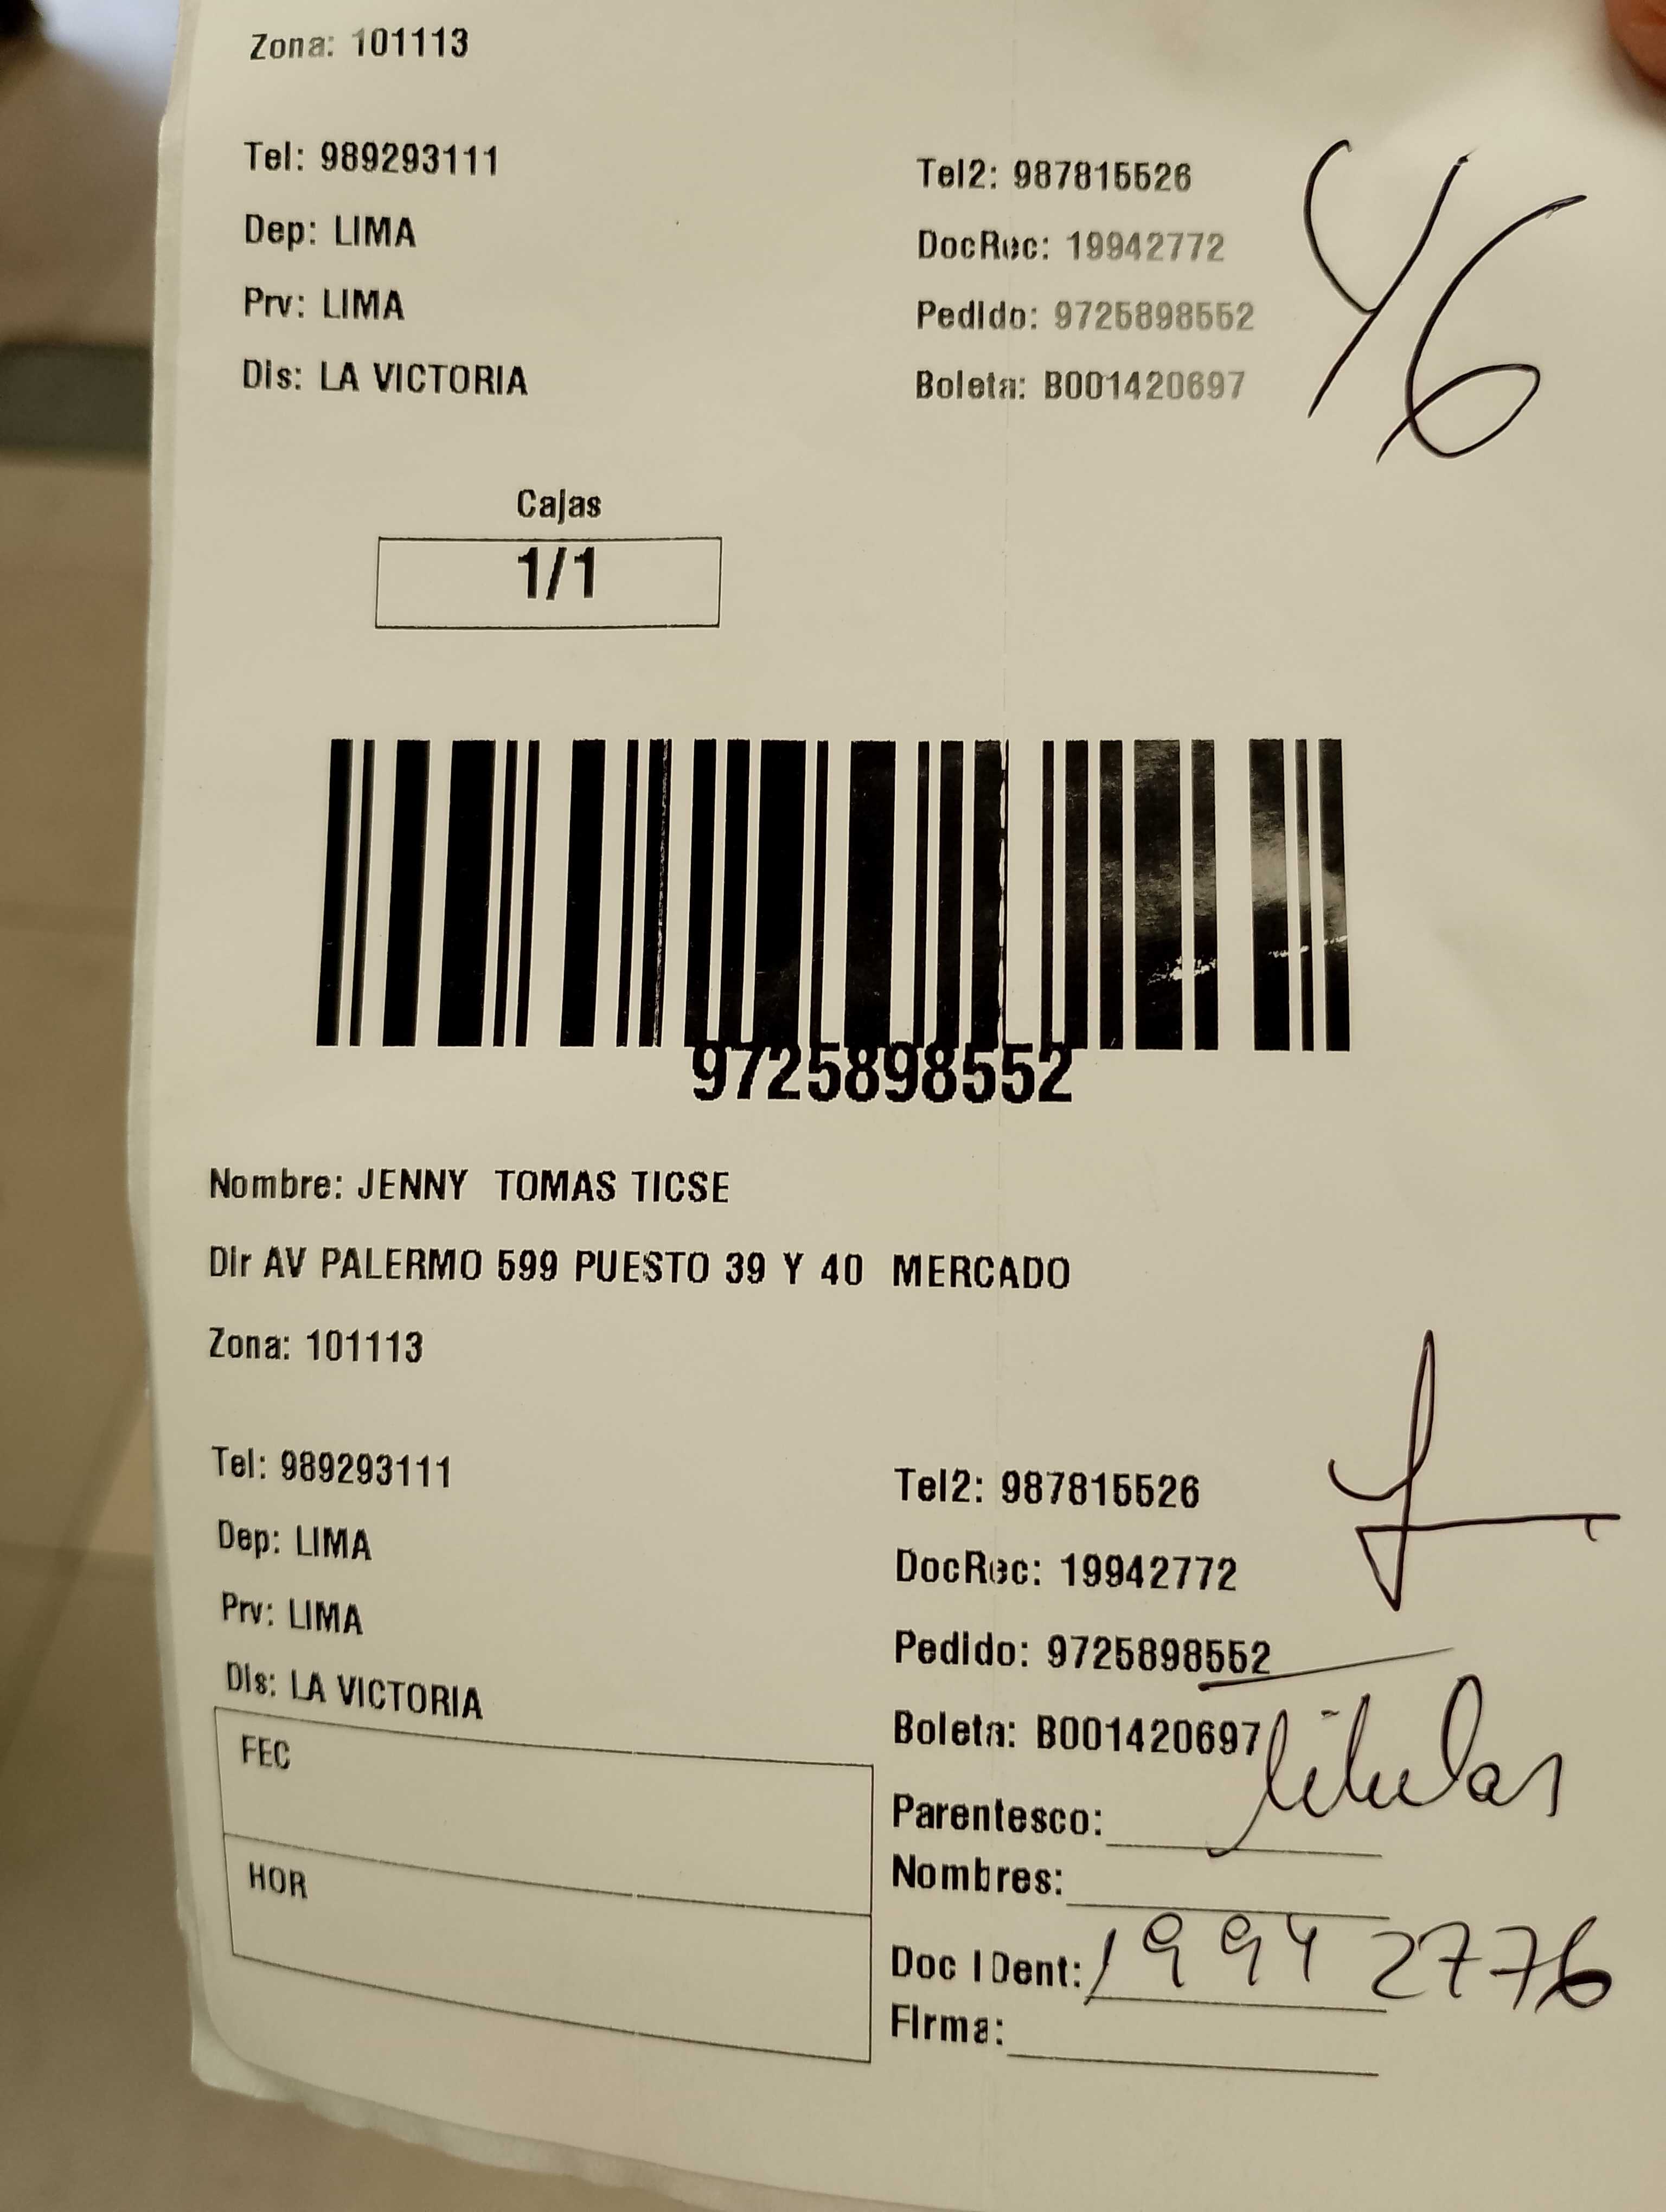 Zona: 101113
Tel: 989293111
Tel2: 987815526
Dep: LIMA
DocRec: 19942772
Prv: LIMA
Pedido: 9725898552
Dis: LA VICTORIA
Boleta: B001420697
Y6
Cajas
1/1
9725898552
Nombre: JENNY TOMAS TICSE
Dir AV PALERMO 599 PUESTO 39 Y 40 MERCADO
Zona: 101113
Tel: 989293111
Tel2: 987815526
Dep: LIMA
DocRec: 19942772
Prv: LIMA
Pedido: 9725898552
Dis: LA VICTORIA
Boleta: B001420697
FEC
HOR
Parentesco: titular
Nombres:
Doc IDent: 19942776
Firma: